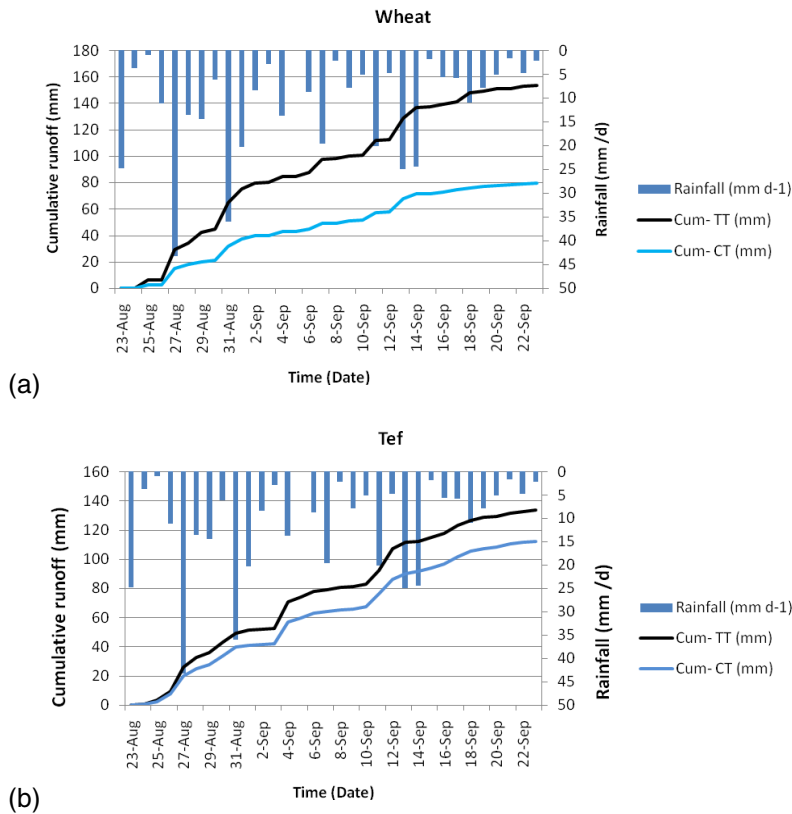 Wheat
180
160
140
120
100
80
60
40
20
0
Cumulative runoff (mm)
0
5
10
15
20
25
30
35
40
45
50
Rainfall (mm /d)
23-Aug
25-Aug
27-Aug
29-Aug
31-Aug
2-Sep
4-Sep
6-Sep
8-Sep
10-Sep
12-Sep
14-Sep
16-Sep
18-Sep
20-Sep
22-Sep
Time (Date)
Rainfall (mm d-1)
Cum- TT (mm)
Cum- CT (mm)
(a)
Tef
160
140
120
100
80
60
40
20
0
Cumulative runoff (mm)
0
5
10
15
20
25
30
35
40
45
50
Rainfall (mm /d)
23-Aug
25-Aug
27-Aug
29-Aug
31-Aug
2-Sep
4-Sep
6-Sep
8-Sep
10-Sep
12-Sep
14-Sep
16-Sep
18-Sep
20-Sep
22-Sep
Time (Date)
Rainfall (mm d-1)
Cum- TT (mm)
Cum- CT (mm)
(b)